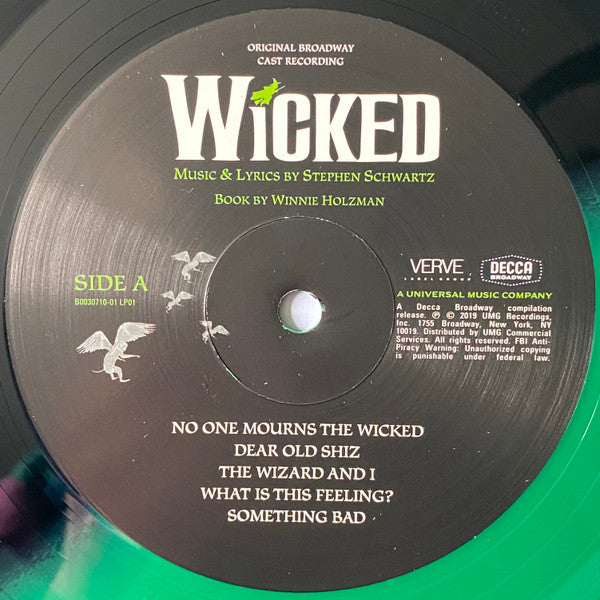 ORIGINAL BROADWAY
CAST RECORDING
WICKED
MUSIC & LYRICS BY STEPHEN SCHWARTZ
BOOK BY WINNIE HOLZMAN
SIDE A
B0030710-01 LP01
VERVE
LABEL GROUP
DECCA
BROADWAY
A UNIVERSAL MUSIC COMPANY
A Decca Broadway compilation
release. ℗ © 2019 UMG Recordings,
Inc. 1755 Broadway, New York, NY
10019. Distributed by UMG Commercial
Services. All rights reserved. FBI Anti-
Piracy Warning: Unauthorized copying
is punishable under federal law.
NO ONE MOURNS THE WICKED
DEAR OLD SHIZ
THE WIZARD AND I
WHAT IS THIS FEELING?
SOMETHING BAD